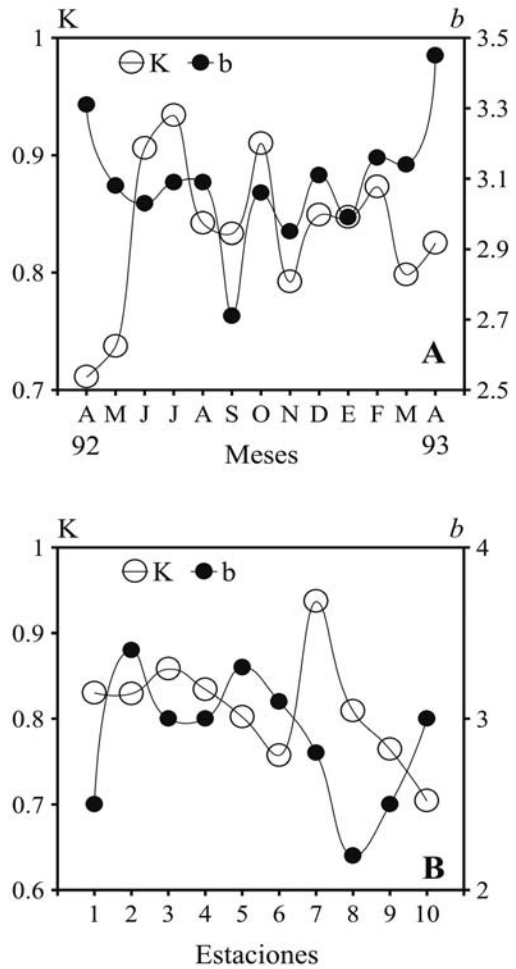 K b
1 3.5
K b
3.3
0.9
3.1
0.8 2.9
2.7
A
0.7 2.5
A M J J A S O N D E F M A
92 93
Meses
K b
1 4
K b
0.9
0.8 3
0.7
B
0.6 2
1 2 3 4 5 6 7 8 9 10
Estaciones